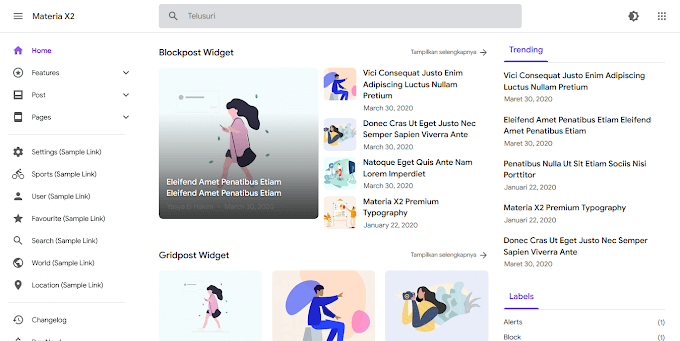 Materia X2
Telusuri
Home
Features
Post
Pages
Settings (Sample Link)
Sports (Sample Link)
User (Sample Link)
Favourite (Sample Link)
Search (Sample Link)
World (Sample Link)
Location (Sample Link)
Changelog
Blockpost Widget
Tampilkan selengkapnya
Eleifend Amet Penatibus Etiam
Eleifend Amet Penatibus Etiam
March 30, 2020
Vici Consequat Justo Enim
Adipiscing Luctus Nullam
Pretium
March 30, 2020
Donec Cras Ut Eget Justo Nec
Semper Sapien Viverra Ante
March 30, 2020
Natoque Eget Quis Ante Nam
Lorem Imperdiet
March 30, 2020
Materia X2 Premium
Typography
January 22, 2020
Gridpost Widget
Tampilkan selengkapnya
Trending
Vici Consequat Justo Enim Adipiscing
Luctus Nullam Pretium
Maret 30, 2020
Eleifend Amet Penatibus Etiam Eleifend
Amet Penatibus Etiam
Maret 30, 2020
Penatibus Nulla Ut Sit Etiam Sociis Nisi
Porttitor
Januari 22, 2020
Materia X2 Premium Typography
Januari 22, 2020
Donec Cras Ut Eget Justo Nec Semper
Sapien Viverra Ante
Maret 30, 2020
Labels
Alerts (1)
Block (1)